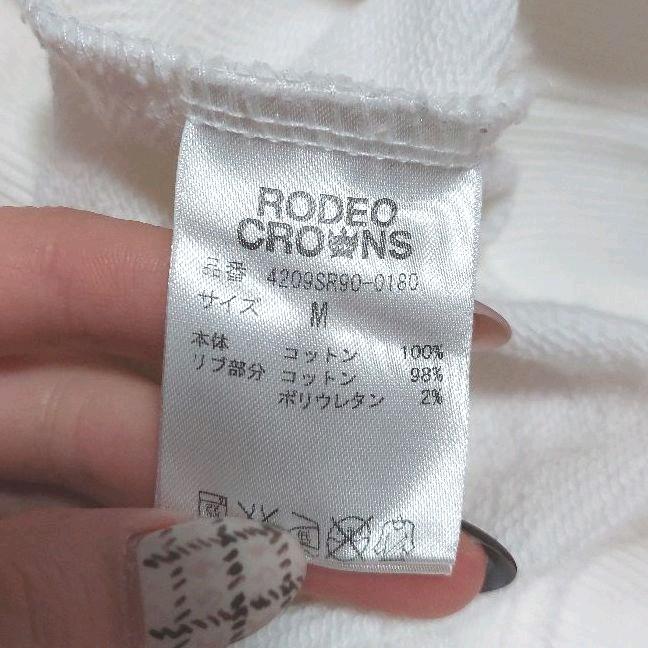 RODEO
CROWNS
品番 4209SR90-0180
サイズ M
本体 コットン 100%
リブ部分 コットン 98%
ポリウレタン 2%